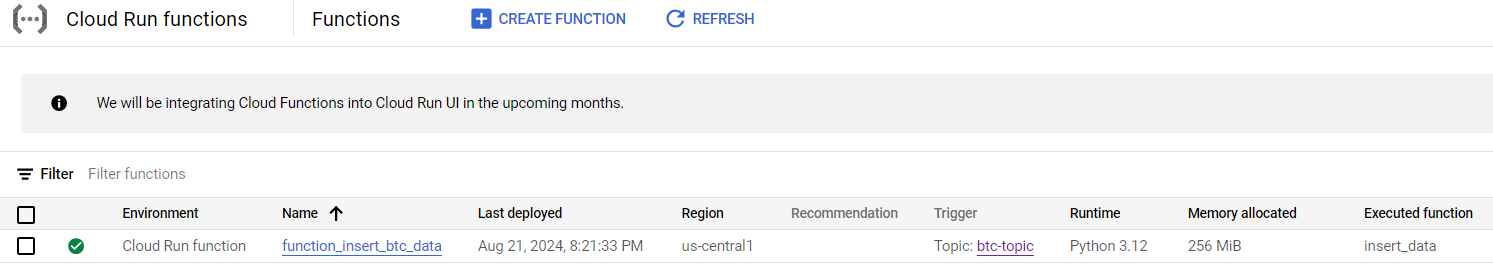 Cloud Run functions Functions CREATE FUNCTION REFRESH
We will be integrating Cloud Functions into Cloud Run UI in the upcoming months.
Filter Filter functions
Environment Name Last deployed Region Recommendation Trigger Runtime Memory allocated Executed function
Cloud Run function function_insert_btc_data Aug 21, 2024, 8:21:33 PM us-central1 Topic: btc-topic Python 3.12 256 MiB insert_data